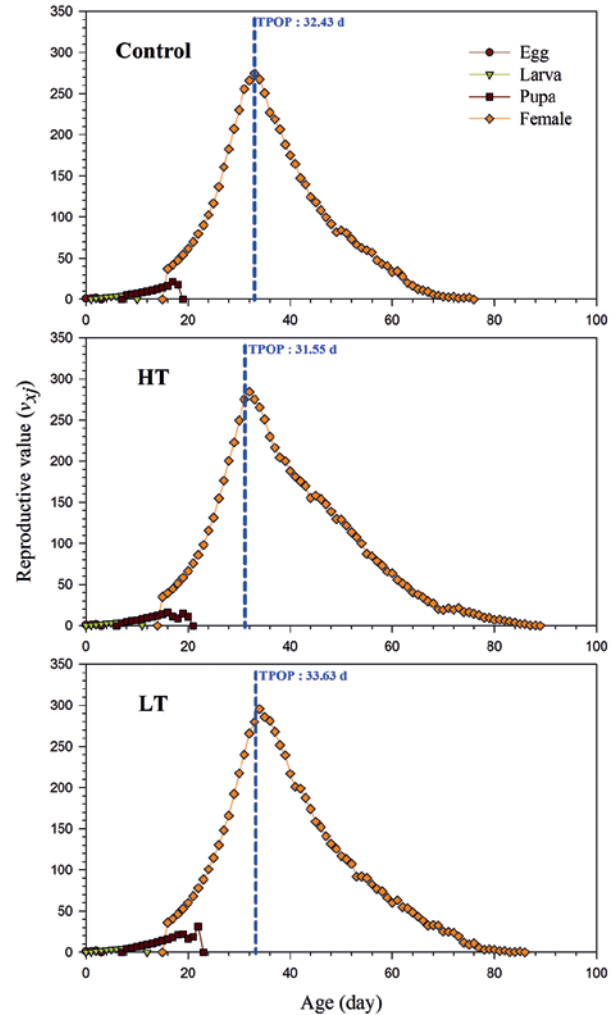 350
300
250
200
150
100
50
0
TPOP : 32.43 d
Control
Egg
Larva
Pupa
Female
0 20 40 60 80 100
350
300
250
200
150
100
50
0
TPOP : 31.55 d
HT
Reproductive value (vxj)
0 20 40 60 80 100
350
300
250
200
150
100
50
0
TPOP : 33.63 d
LT
0 20 40 60 80 100
Age (day)